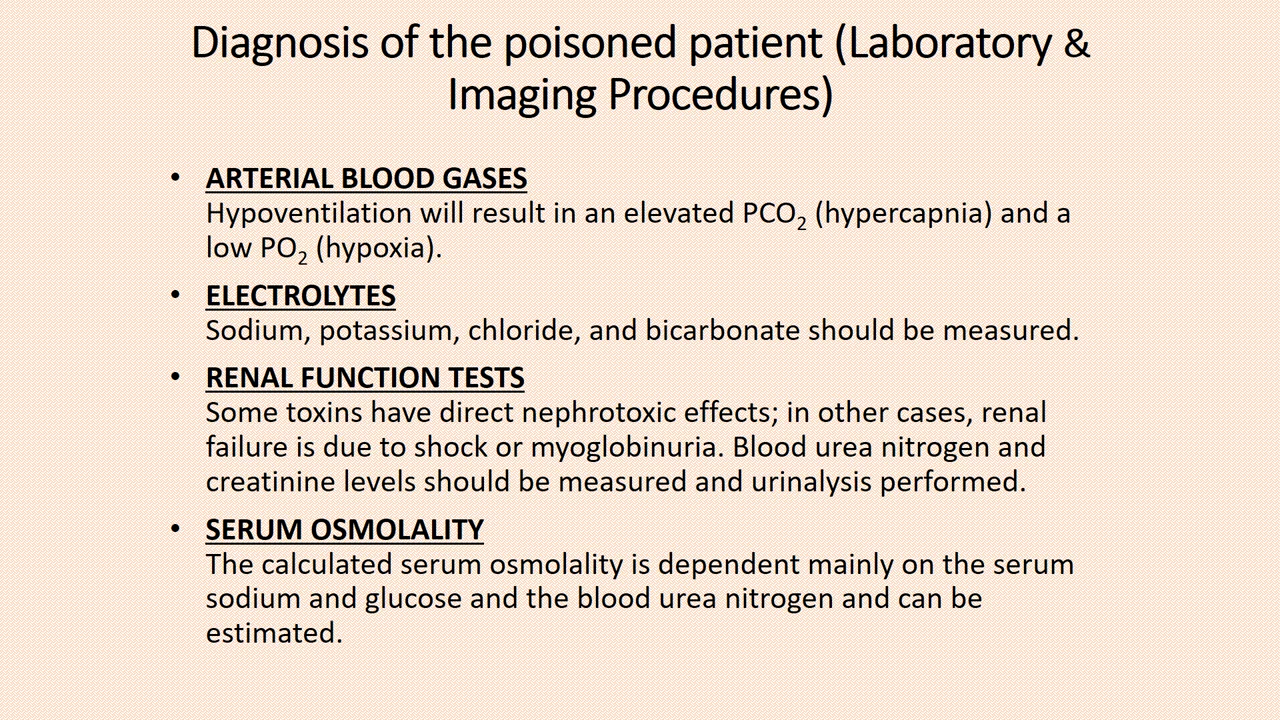 Diagnosis of the poisoned patient (Laboratory &
Imaging Procedures)
• ARTERIAL BLOOD GASES
Hypoventilation will result in an elevated PCO₂ (hypercapnia) and a
low PO₂ (hypoxia).
• ELECTROLYTES
Sodium, potassium, chloride, and bicarbonate should be measured.
• RENAL FUNCTION TESTS
Some toxins have direct nephrotoxic effects; in other cases, renal
failure is due to shock or myoglobinuria. Blood urea nitrogen and
creatinine levels should be measured and urinalysis performed.
• SERUM OSMOLALITY
The calculated serum osmolality is dependent mainly on the serum
sodium and glucose and the blood urea nitrogen and can be
estimated.